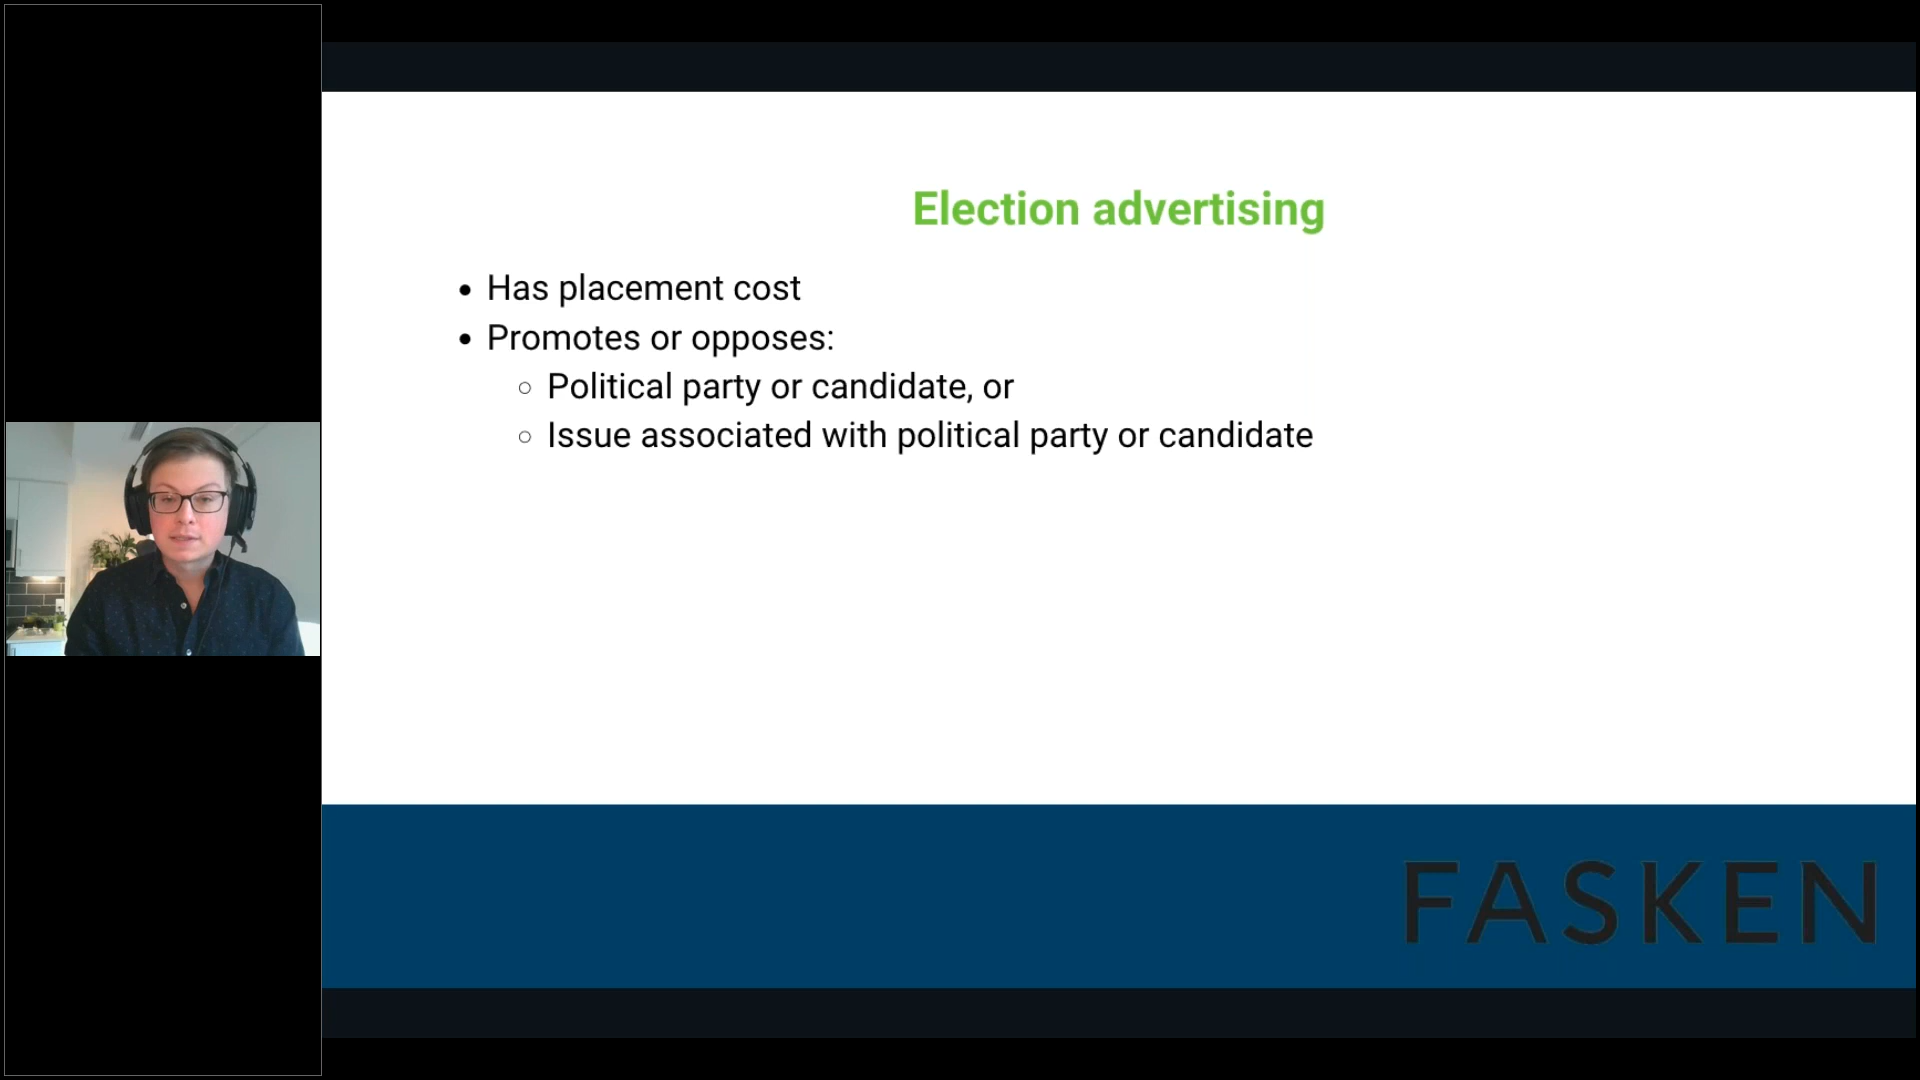 Election advertising
• Has placement cost
• Promotes or opposes:
○ Political party or candidate, or
○ Issue associated with political party or candidate
FASKEN